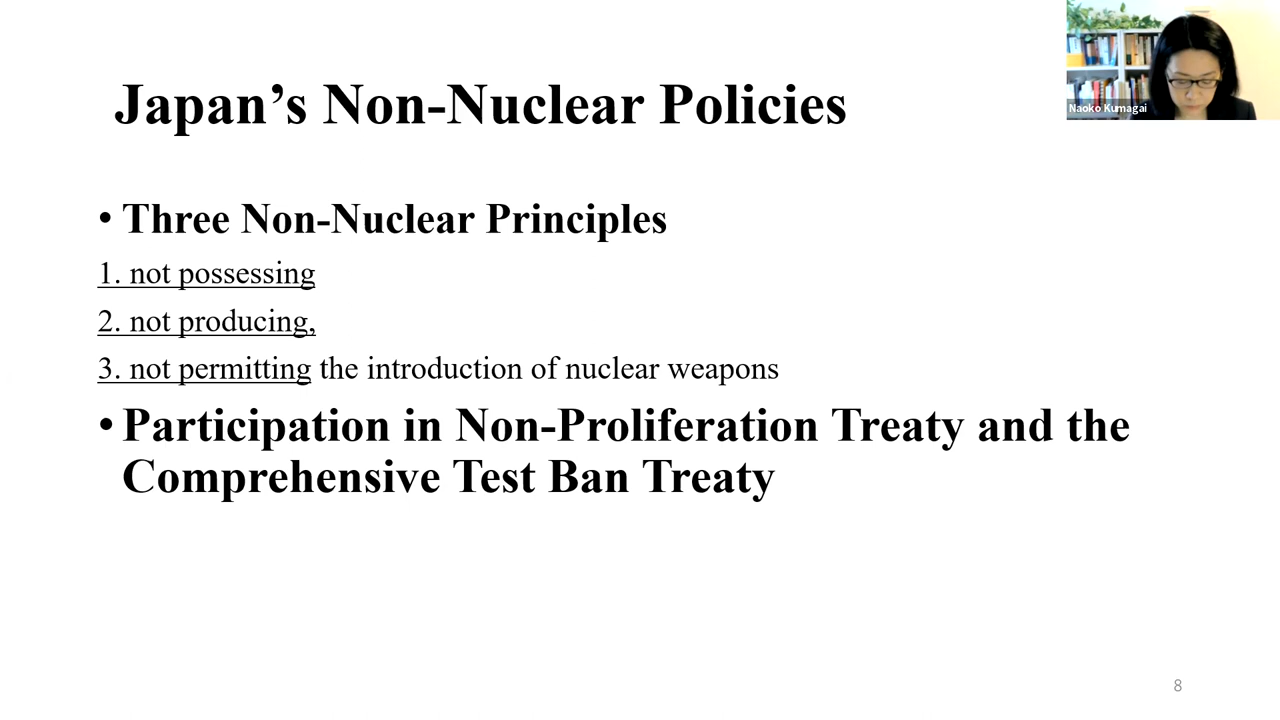 Japan’s Non-Nuclear Policies
Naoko Kumagai
• Three Non-Nuclear Principles
1. not possessing
2. not producing,
3. not permitting the introduction of nuclear weapons
• Participation in Non-Proliferation Treaty and the
Comprehensive Test Ban Treaty
8